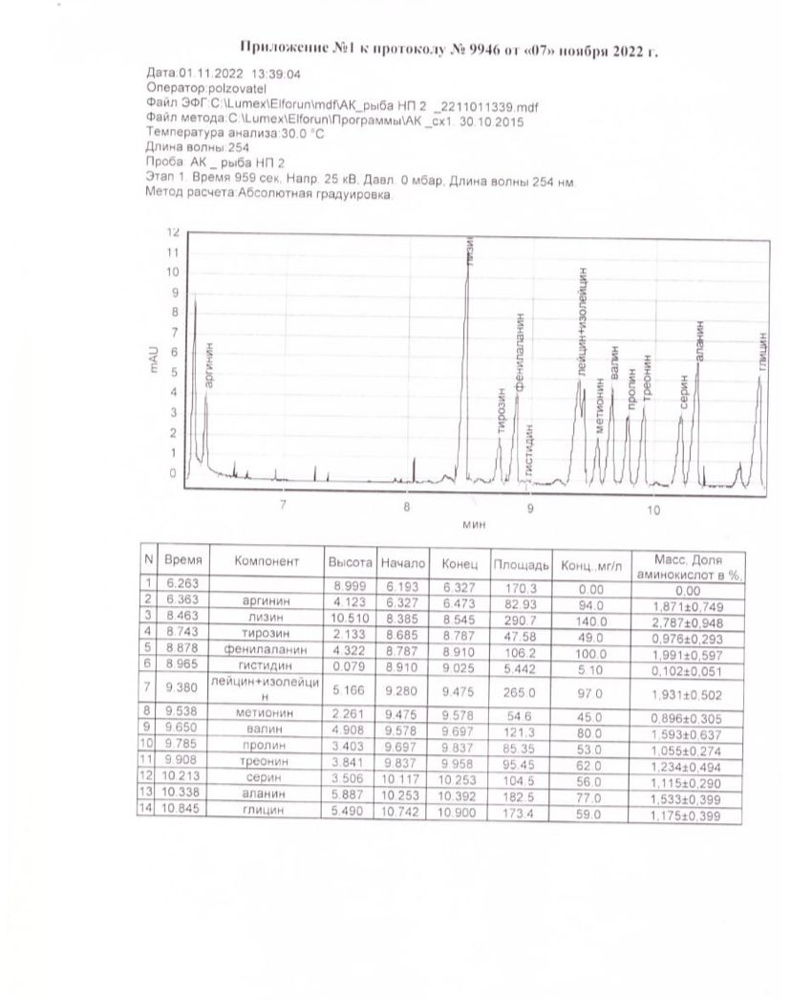 Приложение №1 к протоколу № 9946 от «07» ноября 2022 г.
Дата:01.11.2022 13:39:04
Оператор:polzovatel
Файл ЭФГ:C:\Lumex\Elforun\mdf\АК_рыба НП 2 _2211011339.mdf
Файл метода:C:\Lumex\Elforun\Программы\АК _сх1. 30.10.2015
Температура анализа:30.0 °C
Длина волны:254
Проба: АК _ рыба НП 2
Этап 1. Время 959 сек, Напр. 25 кВ, Давл. 0 мбар, Длина волны 254 нм.
Метод расчета:Абсолютная градуировка.
12
11
10
9
8
7
6
5
4
3
2
1
0
mAU
аргинин
лизин
тирозин
фенилаланин
гистидин
лейцин+изолейцин
метионин
валин
пролин
треонин
серин
аланин
глицин
7 8 9 10
мин
N Время Компонент Высота Начало Конец Площадь Конц.,мг/л Масс. Доля аминокислот в %,
1 6.263 8.999 6.193 6.327 170.3 0.00 0,00
2 6.363 аргинин 4.123 6.327 6.473 82.93 94.0 1,871±0,749
3 8.463 лизин 10.510 8.385 8.545 290.7 140.0 2,787±0,948
4 8.743 тирозин 2.133 8.685 8.787 47.58 49.0 0,976±0,293
5 8.878 фенилаланин 4.322 8.787 8.910 106.2 100.0 1,991±0,597
6 8.965 гистидин 0.079 8.910 9.025 5.442 5.10 0,102±0,051
7 9.380 лейцин+изолейцин 5.166 9.280 9.475 265.0 97.0 1,931±0,502
8 9.538 метионин 2.261 9.475 9.578 54.6 45.0 0,896±0,305
9 9.650 валин 4.908 9.578 9.697 121.3 80.0 1,593±0.637
10 9.785 пролин 3.403 9.697 9.837 85.35 53.0 1,055±0,274
11 9.908 треонин 3.841 9.837 9.958 95.45 62.0 1,234±0,494
12 10.213 серин 3.506 10.117 10.253 104.5 56.0 1,115±0,290
13 10.338 аланин 5.887 10.253 10.392 182.5 77.0 1,533±0,399
14 10.845 глицин 5.490 10.742 10.900 173.4 59.0 1,175±0,399